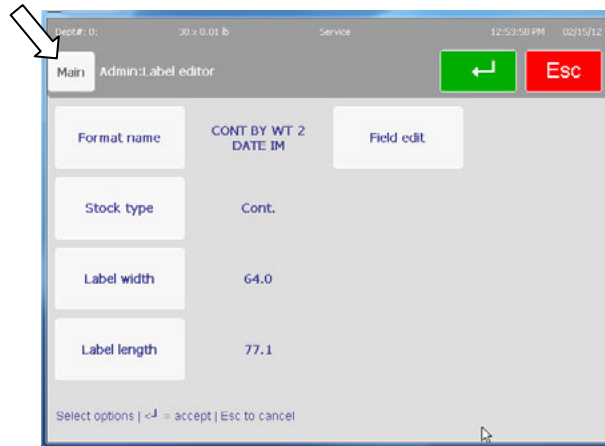 Dept#: 0: 30 x 0.01 lb Service 12:53:58 PM 02/15/12
Main Admin:Label editor Esc
Format name CONT BY WT 2 DATE IM Field edit
Stock type Cont.
Label width 64.0
Label length 77.1
Select options | <┘ = accept | Esc to cancel